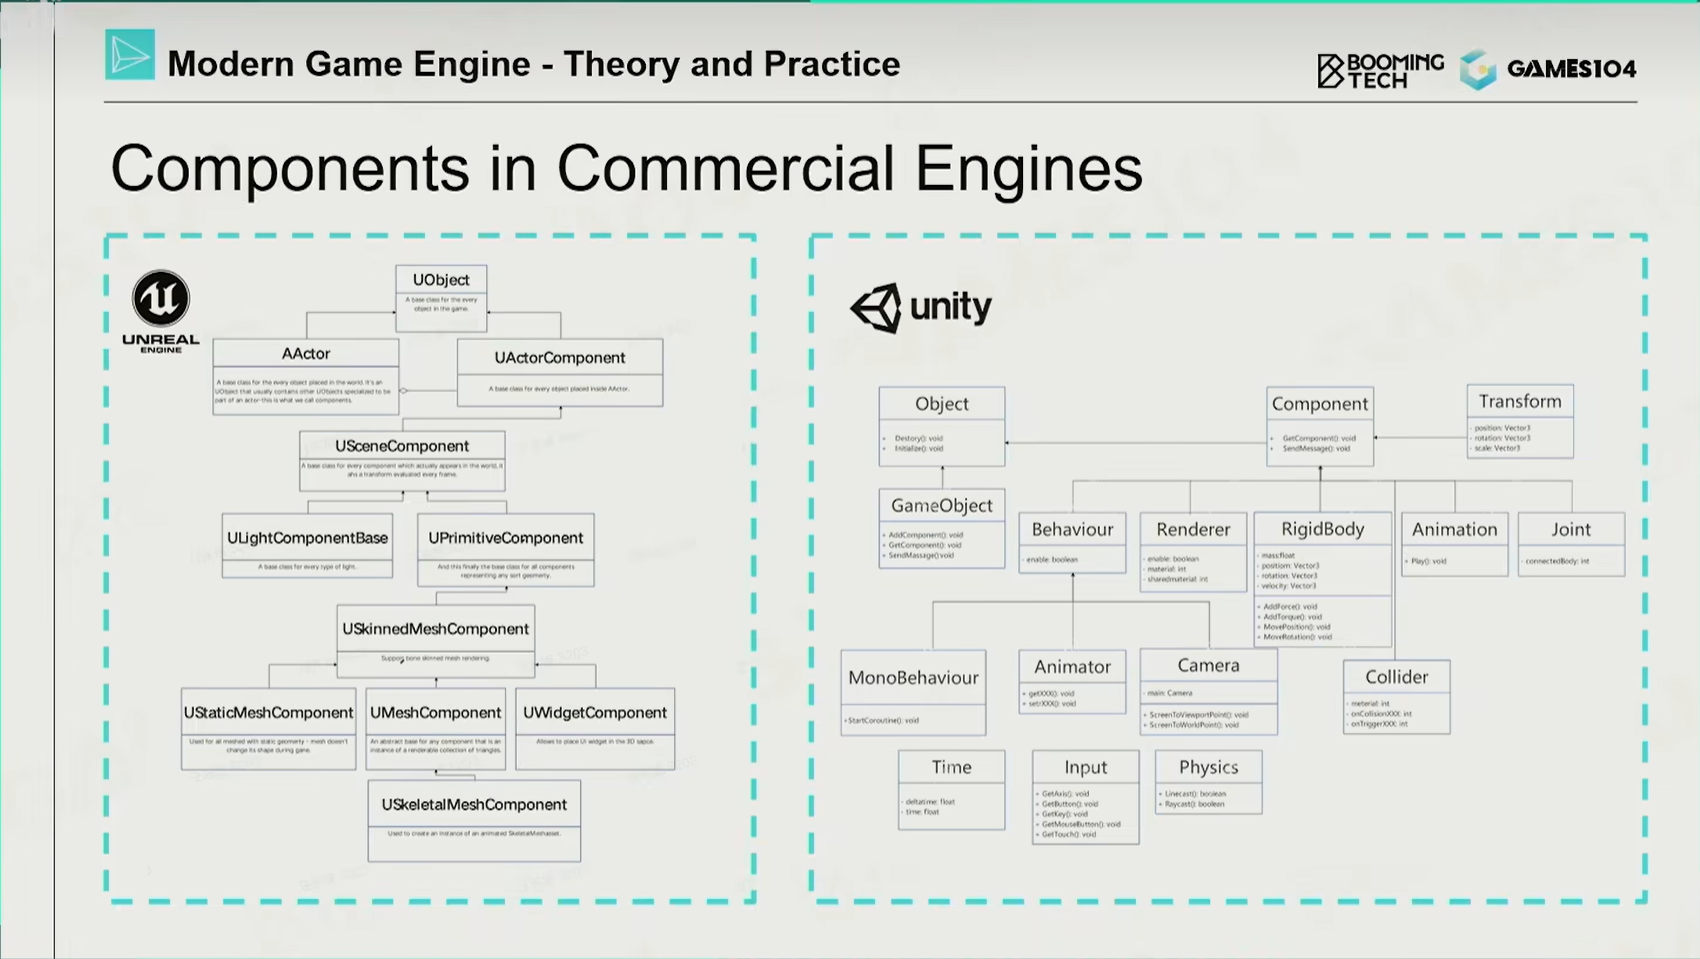 Modern Game Engine - Theory and Practice
BOOMING
TECH
GAMES104
Components in Commercial Engines
UNREAL
ENGINE
UObject
A base class for the every
object in the game.
AActor
A base class for the every object placed in the world. It's an
UObject that usually contains other UObjects specialized to be
part of an actor-this is what we call components.
UActorComponent
A base class for every object placed inside AActor.
USceneComponent
A base class for every component which actually appears in the world, it
ahs a transform evaluated every frame.
ULightComponentBase
A base class for every type of light.
UPrimitiveComponent
And this finally the base class for all components
representing any sort geometry.
USkinnedMeshComponent
Support bone skinned mesh rendering.
UStaticMeshComponent
Used for all meshed with static geometry - mesh doesn't
change its shape during game.
UMeshComponent
An abstract base for any component that is an
instance of a renderable collection of triangles.
UWidgetComponent
Allows to place UI widget in the 3D
USkeletalMeshComponent
Used to create an instance of an animated
unity
Object
+ Destory(): void
+ Initialize(): void
Component
+ GetComponent(): void
+ SendMessage(): void
Transform
- position: Vector3
- rotation: Vector3
- scale: Vector3
GameObject
+ AddComponent(): void
+ GetComponent(): void
+ SendMassage():void
Behaviour
- enable: boolean
Renderer
- enable: boolean
- material: int
- sharedmaterial: int
RigidBody
- mass:float
- position: Vector3
- rotation: Vector3
- velocity: Vector3
+ AddForce(): void
+ AddTorque(): void
+ MovePosition(): void
+ MoveRotation(): void
Animation
+ Play(): void
Joint
- connectedBody: int
MonoBehaviour
+StartCoroutine(): void
Animator
+ getXXX(): void
+ setrXXX(): void
Camera
- main: Camera
+ ScreenToViewportPoint(): void
+ ScreenToWorldPoint(): void
Collider
- meterial: int
- onCollisionXXX: int
- onTriggerXXX: int
Time
- deltatime: float
- time: float
Input
+ GetAxis(): void
+ GetButton(): void
+ GetKey(): void
+ GetMouseButton(): void
+ GetTouch(): void
Physics
+ Linecast(): boolean
+ Raycast(): boolean